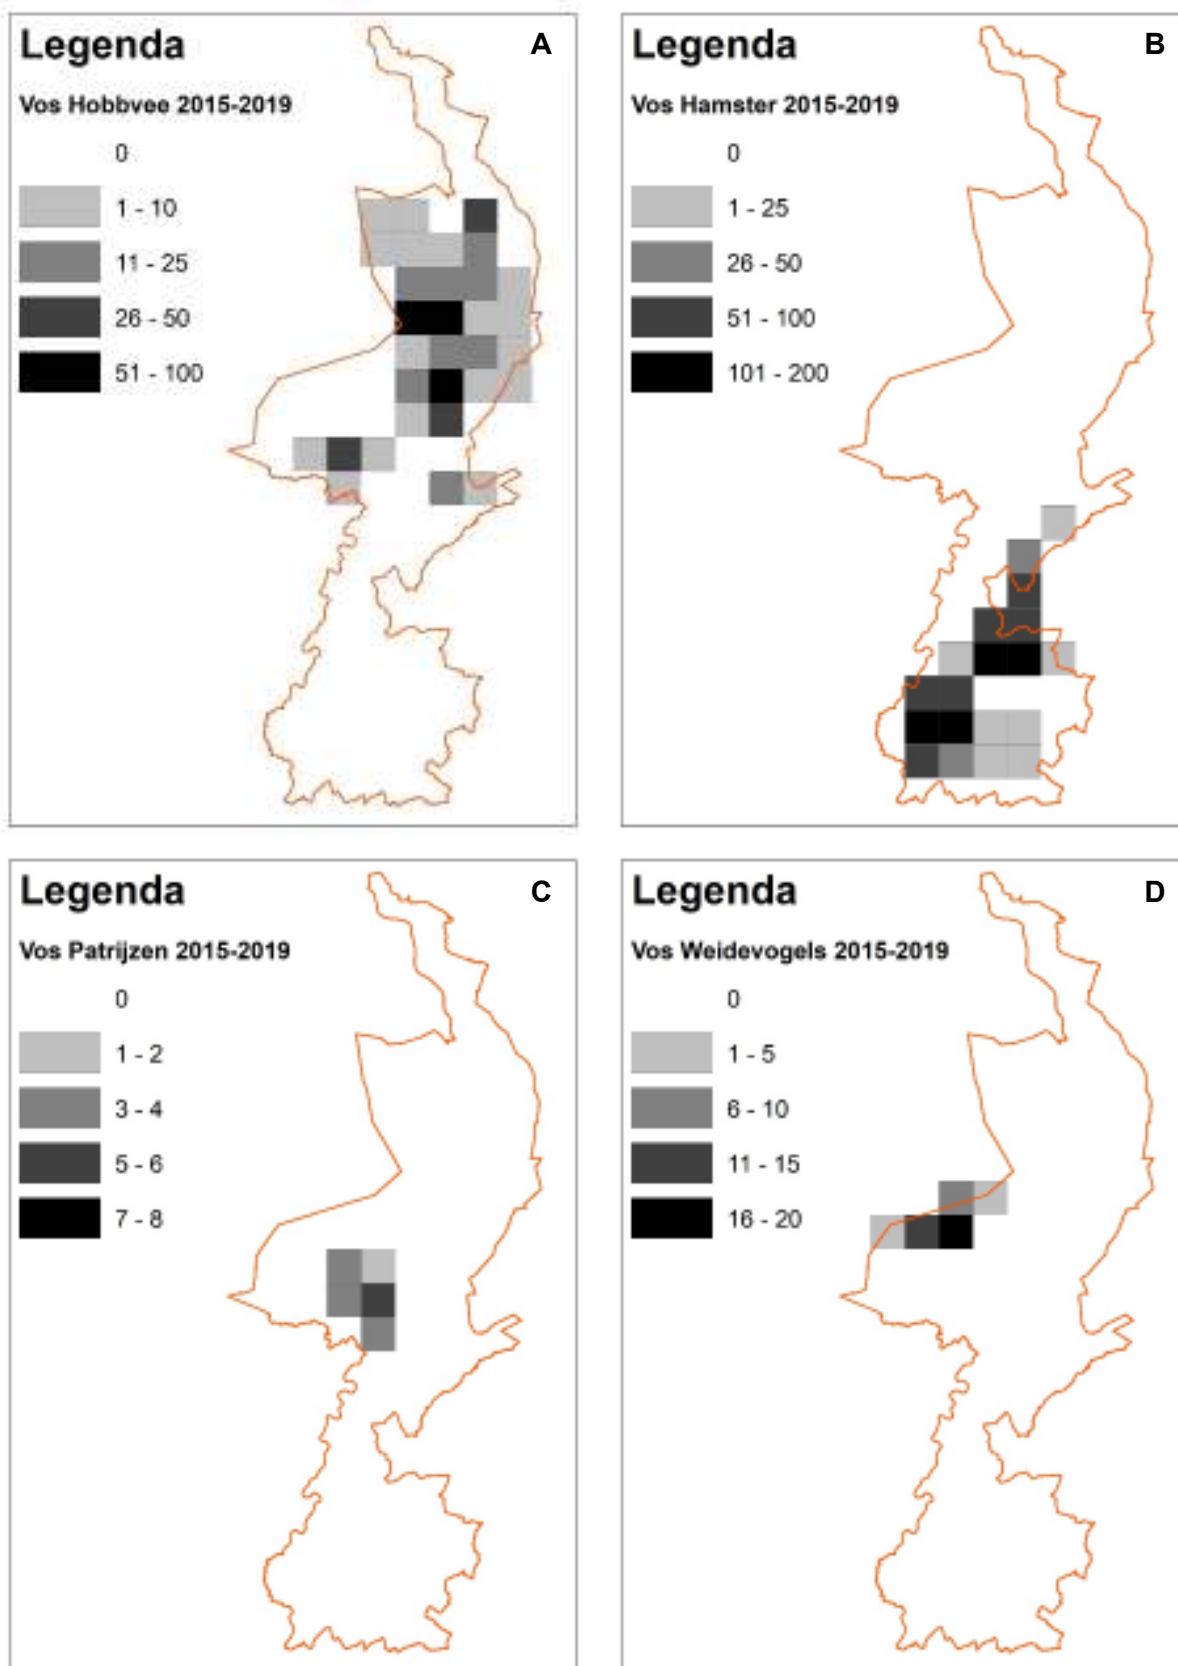 Legenda
A
Vos Hobbvee 2015-2019
0
1 - 10
11 - 25
26 - 50
51 - 100
Legenda
B
Vos Hamster 2015-2019
0
1 - 25
26 - 50
51 - 100
101 - 200
Legenda
C
Vos Patrijzen 2015-2019
0
1 - 2
3 - 4
5 - 6
7 - 8
Legenda
D
Vos Weidevogels 2015-2019
0
1 - 5
6 - 10
11 - 15
16 - 20